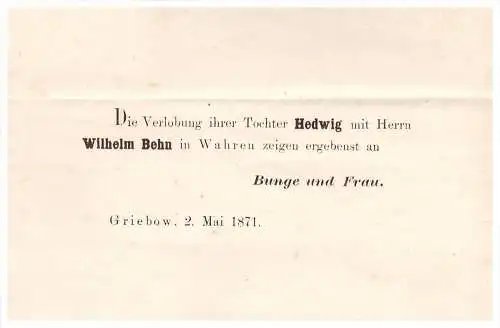 Die Verlobung ihrer Tochter Hedwig mit Herrn
Wilhelm Behn in Wahren zeigen ergebenst an
Bunge und Frau.
Griebow, 2. Mai 1871.